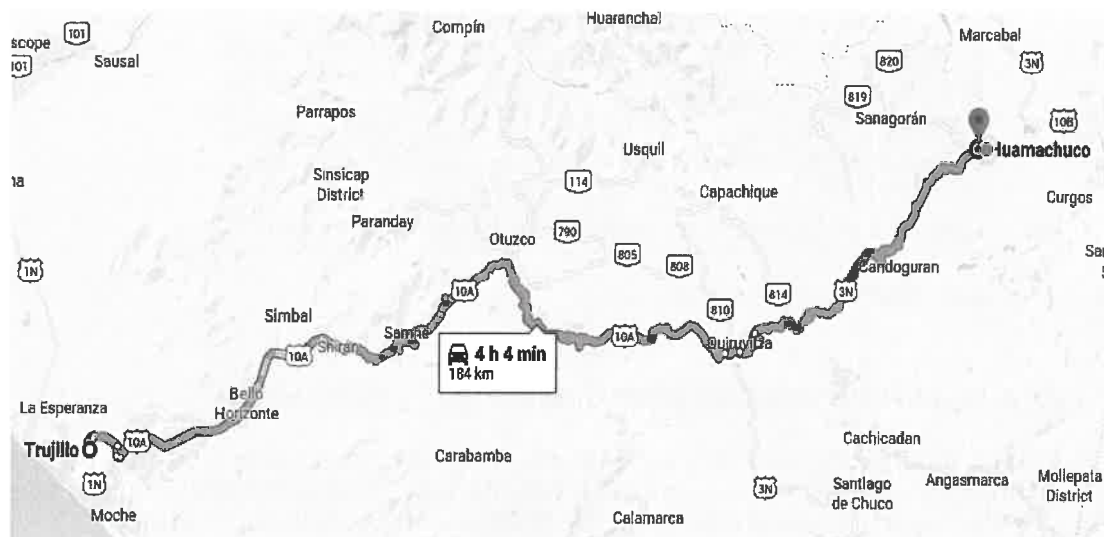 Compín
Huaranchal
Marcabal
101
scope
101
Sausal
820
3N
819
Parrapos
Sanagorán
10B
Usquil
Huamachuco
Sinsicap
District
114
Capachique
Curgos
Paranday
Otuzco
790
805
808
Candoguran
1N
10A
3N
814
Simbal
810
Samne
10A
10A
Shiran
Quiruvilca
4 h 4 min
184 km
Bello
Horizonte
La Esperanza
Trujillo
10A
Cachicadan
Carabamba
1N
3N
Santiago
de Chuco
Angasmarca
Mollepata
District
Moche
Calamarca